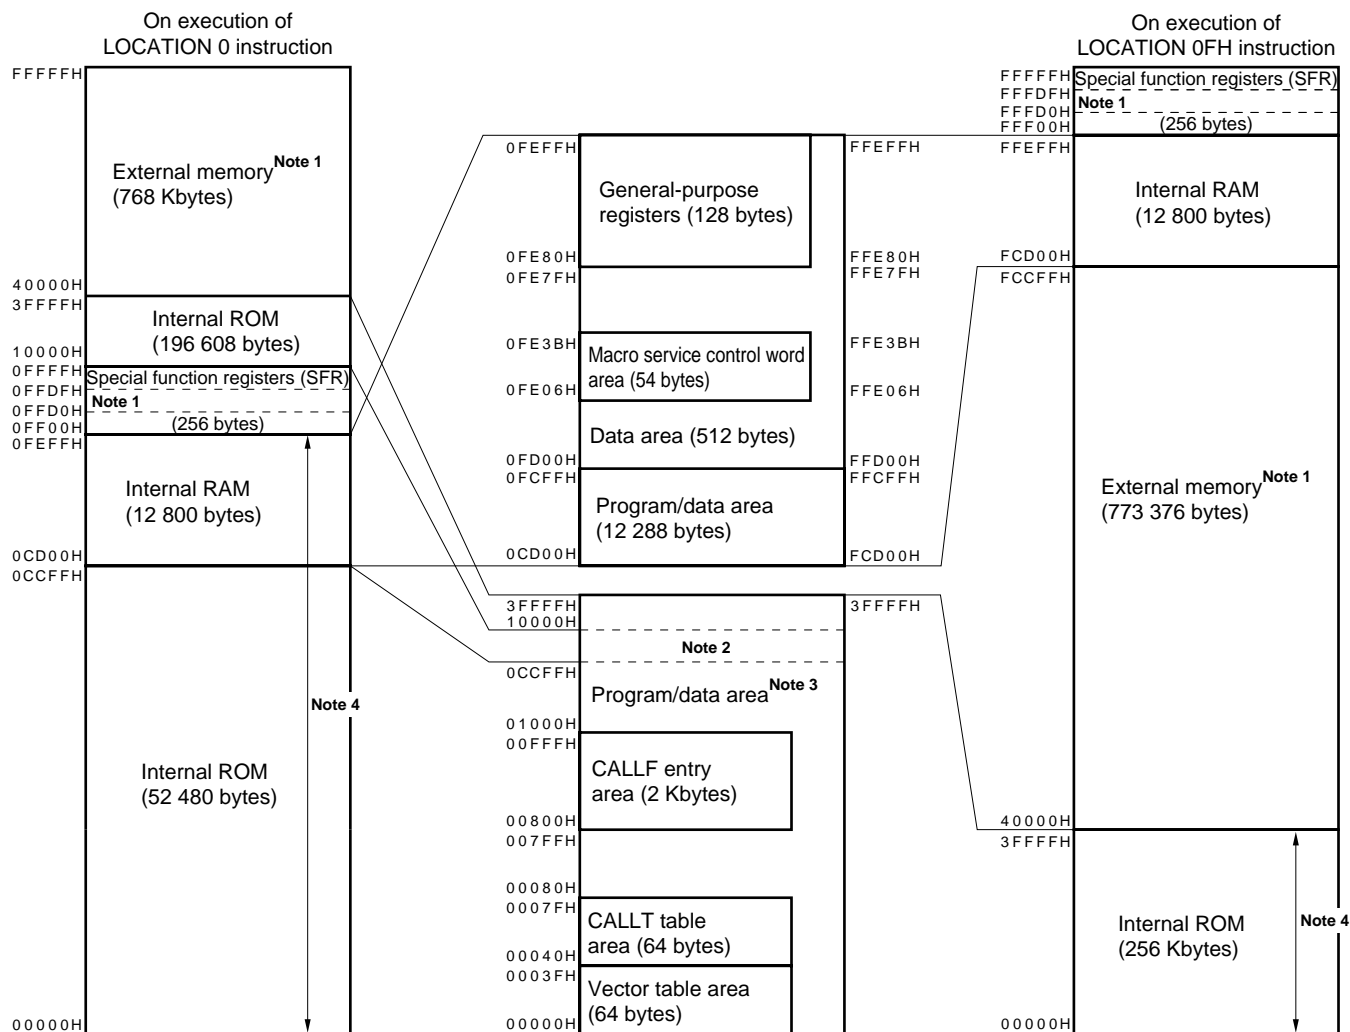 On execution of
LOCATION 0 instruction
FFFFFH
External memory Note 1
(768 Kbytes)
40000H
3FFFFH
Internal ROM
(196 608 bytes)
10000H
0FFFFH
Special function registers (SFR)
0FFDFH
Note 1
0FFD0H
0FF00H
(256 bytes)
0FEFFH
Internal RAM
(12 800 bytes)
0CD00H
0CCFFH
Note 4
Internal ROM
(52 480 bytes)
00000H
0FEFFH
FFEFFH
General-purpose
registers (128 bytes)
0FE80H
FFE80H
0FE7FH
FFE7FH
0FE3BH
FFE3BH
Macro service control word
area (54 bytes)
0FE06H
FFE06H
Data area (512 bytes)
0FD00H
FFD00H
0FCFFH
FFCFFH
Program/data area
(12 288 bytes)
0CD00H
FCD00H
3FFFFH
3FFFFH
10000H
Note 2
0CCFFH
Program/data area Note 3
01000H
00FFFH
CALLF entry
area (2 Kbytes)
00800H
007FFH
00080H
0007FH
CALLT table
area (64 bytes)
00040H
0003FH
Vector table area
(64 bytes)
00000H
On execution of
LOCATION 0FH instruction
FFFFFH
Special function registers (SFR)
FFFDFH
Note 1
FFFD0H
FFF00H
(256 bytes)
FFEFFH
Internal RAM
(12 800 bytes)
FCD00H
FCCFFH
External memory Note 1
(773 376 bytes)
40000H
3FFFFH
Internal ROM
(256 Kbytes)
Note 4
00000H